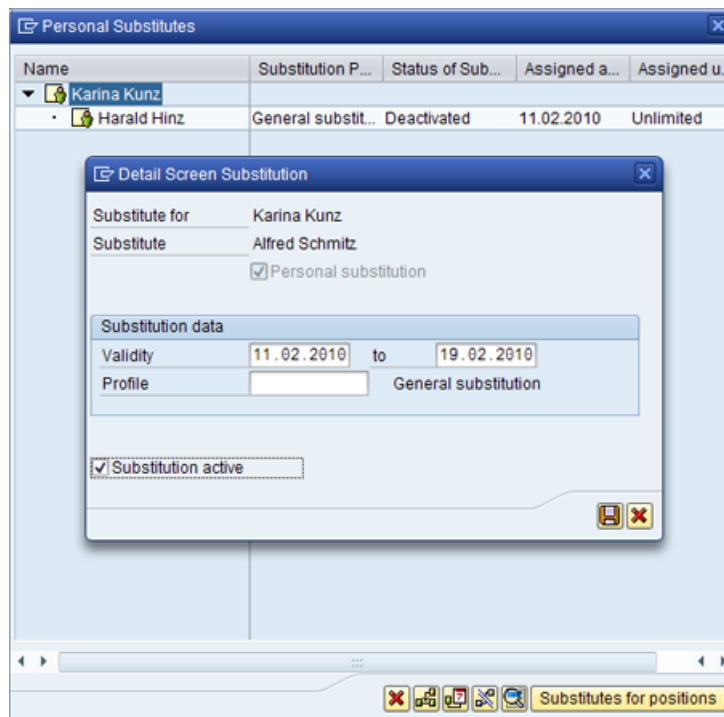 Personal Substitutes
Name Substitution P... Status of Sub... Assigned a... Assigned u.
Karina Kunz
Harald Hinz General substit... Deactivated 11.02.2010 Unlimited
Detail Screen Substitution
Substitute for Karina Kunz
Substitute Alfred Schmitz
Personal substitution
Substitution data
Validity 11.02.2010 to 19.02.2010
Profile General substitution
Substitution active
Substitutes for positions